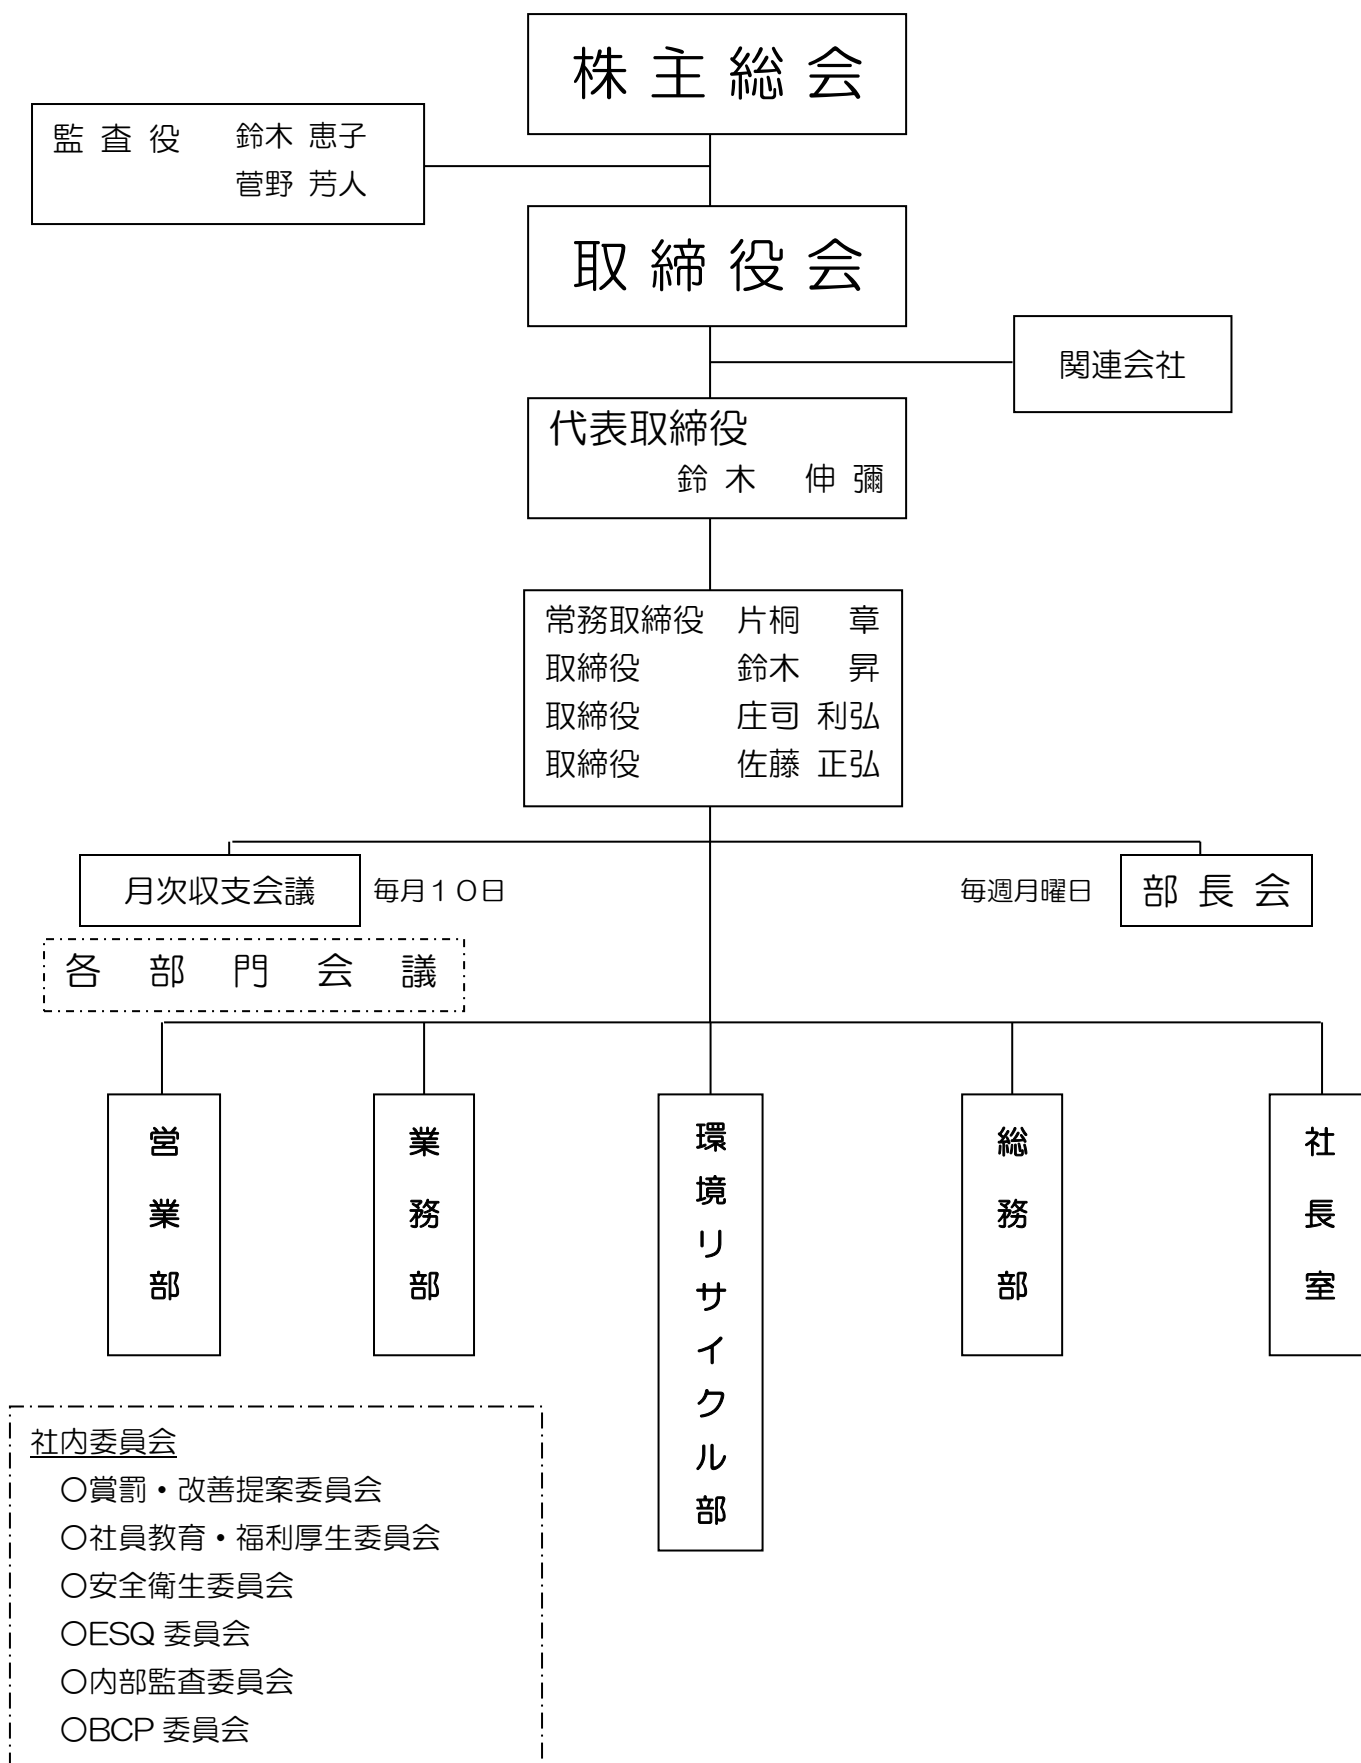 株主総会
監査役 鈴木 恵子
菅野 芳人
取締役会
関連会社
代表取締役
鈴木 伸彌
常務取締役 片桐 章
取締役 鈴木 昇
取締役 庄司 利弘
取締役 佐藤 正弘
月次収支会議 毎月１０日
毎週月曜日 部長会
各部門会議
営業部
業務部
環境リサイクル部
総務部
社長室
社内委員会
○賞罰・改善提案委員会
○社員教育・福利厚生委員会
○安全衛生委員会
○ESQ 委員会
○内部監査委員会
○BCP 委員会